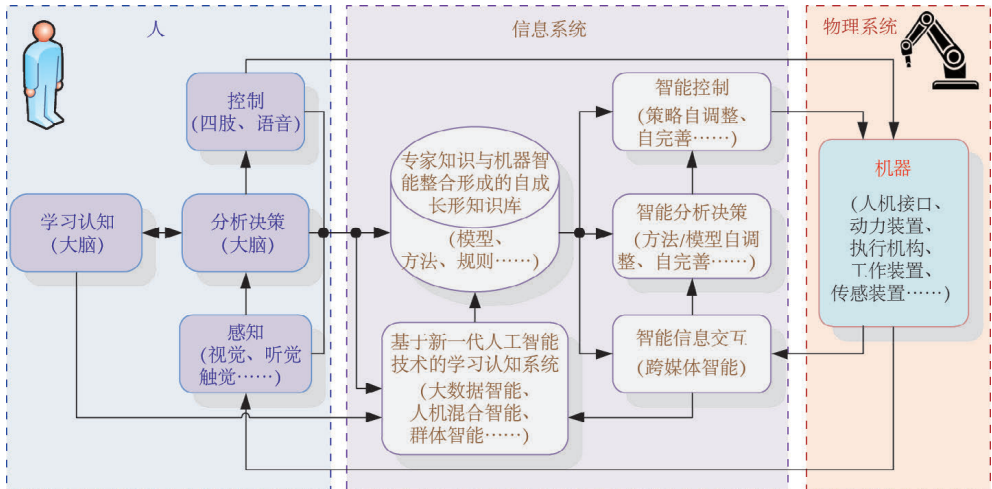 人
控制
(四肢、语音)
学习认知
(大脑)
分析决策
(大脑)
感知
(视觉、听觉
触觉……)
信息系统
专家知识与机器智
能整合形成的自成
长形知识库
(模型、
方法、规则……)
基于新一代人工智能
技术的学习认知系统
(大数据智能、
人机混合智能、
群体智能……)
智能控制
(策略自调整、
自完善……)
智能分析决策
(方法/模型自调
整、自完善……)
智能信息交互
(跨媒体智能)
物理系统
机器
(人机接口、
动力装置、
执行机构、
工作装置、
传感装置……)